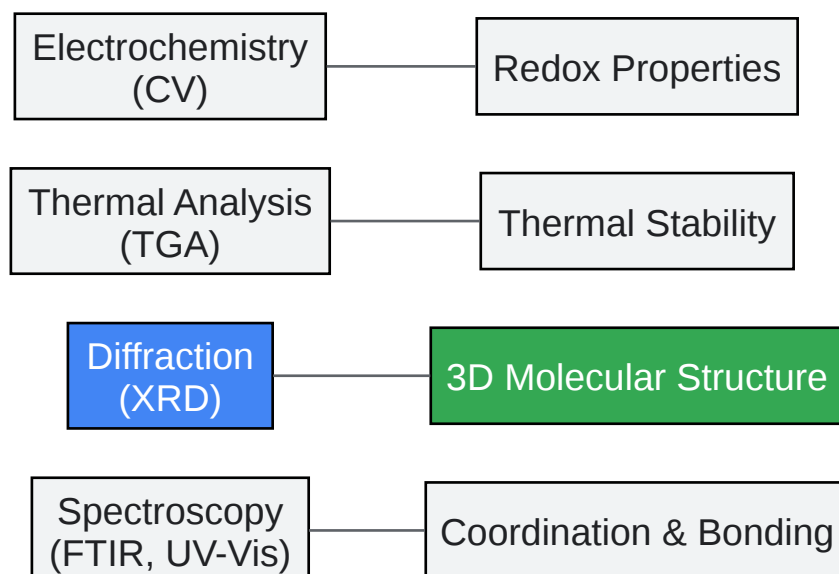 Electrochemistry
(CV)
Redox Properties
Thermal Analysis
(TGA)
Thermal Stability
Diffraction
(XRD)
3D Molecular Structure
Spectroscopy
(FTIR, UV-Vis)
Coordination & Bonding